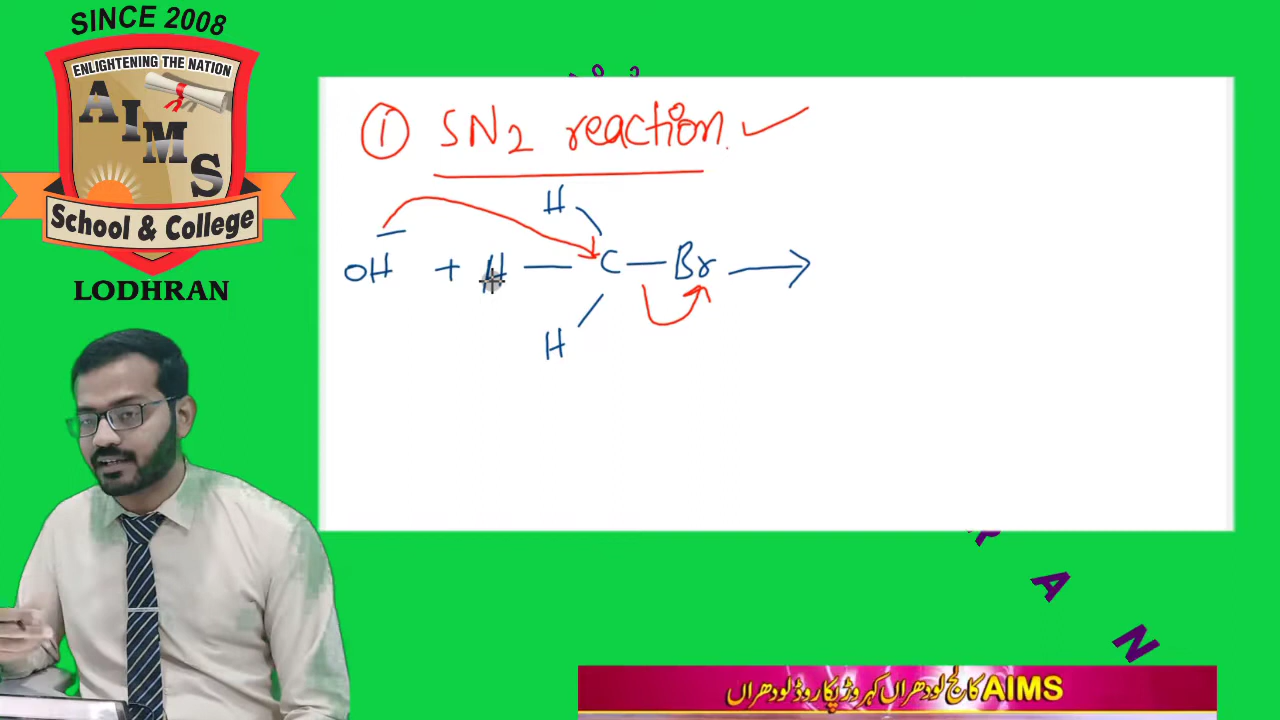 SINCE 2008
ENLIGHTENING THE NATION
AIMS
School & College
LODHRAN
① SN2 reaction. ✓
H
OH⁻ + H — C — Br →
H
P A N
AIMS کالج لودھراں کہروڑپکا روڈ لودھراں